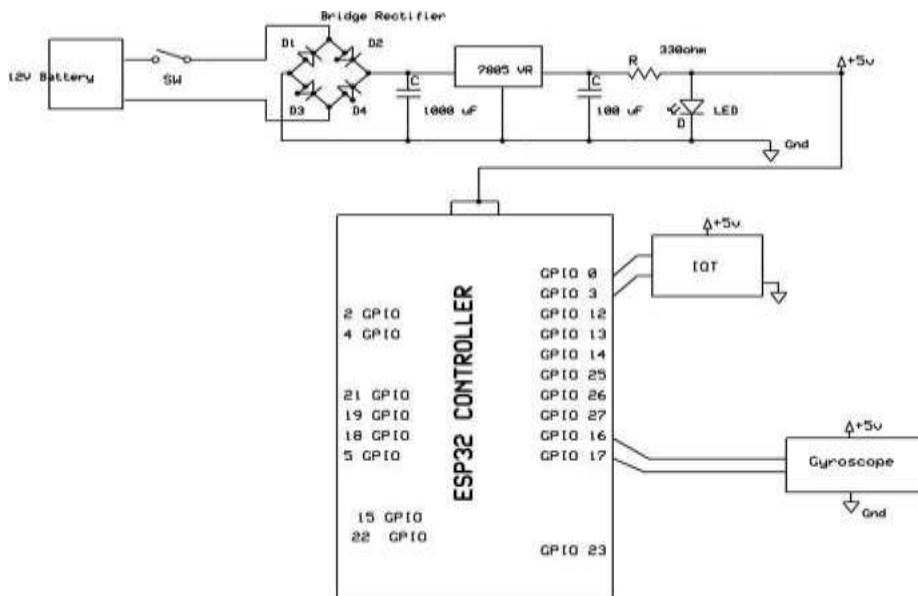 Bridge Rectifier
D1
D2
12V Battery
SW
D3
D4
C
1000 uF
7805 VR
C
100 uF
330ohm
R
D
LED
+5v
Gnd
ESP32 CONTROLLER
2 GPIO
4 GPIO
21 GPIO
19 GPIO
18 GPIO
5 GPIO
15 GPIO
22 GPIO
GPIO 0
GPIO 3
GPIO 12
GPIO 13
GPIO 14
GPIO 25
GPIO 26
GPIO 27
GPIO 16
GPIO 17
GPIO 23
+5v
IOT
+5v
Gyroscope
Gnd